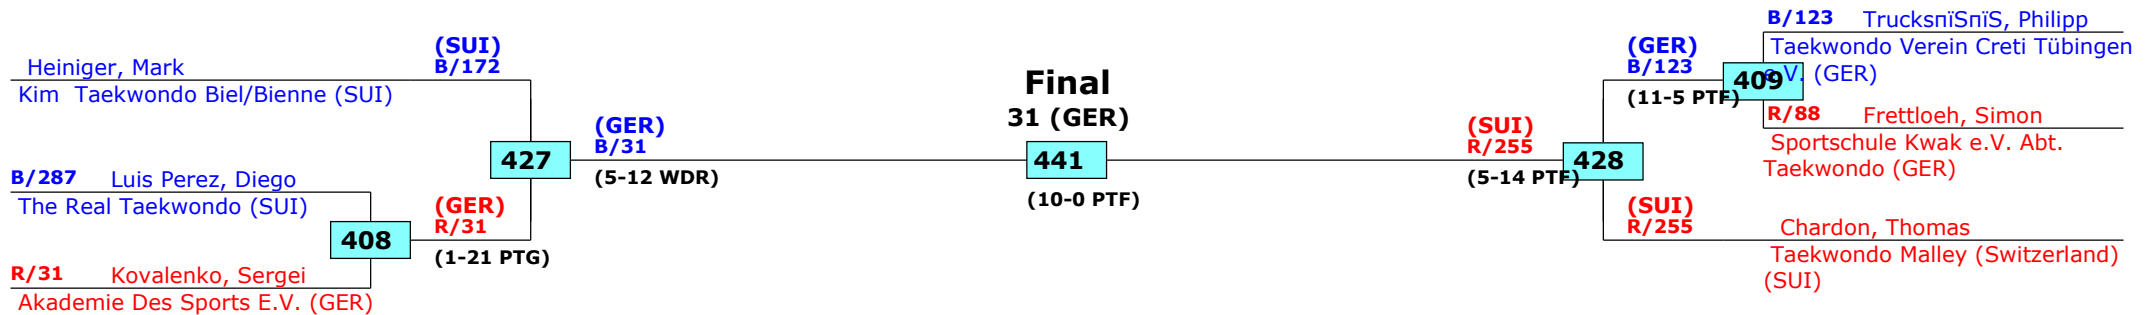 Heiniger, Mark
Kim  Taekwondo Biel/Bienne (SUI)
(SUI)
B/172
B/287 Luis Perez, Diego
The Real Taekwondo (SUI)
408
R/31 Kovalenko, Sergei
Akademie Des Sports E.V. (GER)
(GER)
R/31
(1-21 PTG)
427
(GER)
B/31
(5-12 WDR)
Final
31 (GER)
441
(10-0 PTF)
(SUI)
R/255
(5-14 PTF)
428
(GER)
B/123
(11-5 PTF)
409
B/123 TrucksпїЅпїЅ, Philipp
Taekwondo Verein Creti Tübingen
e.V. (GER)
R/88 Frettloeh, Simon
Sportschule Kwak e.V. Abt.
Taekwondo (GER)
(SUI)
R/255
Chardon, Thomas
Taekwondo Malley (Switzerland)
(SUI)